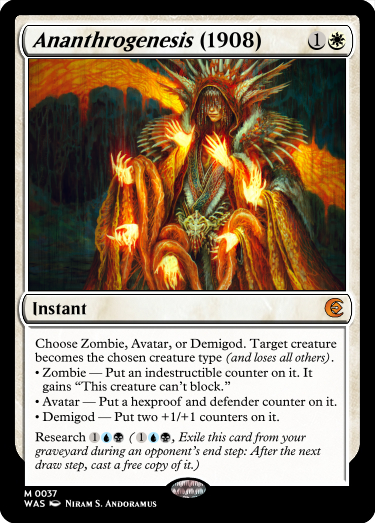 Ananthrogenesis (1908) 1
Instant
Choose Zombie, Avatar, or Demigod. Target creature
becomes the chosen creature type (and loses all others).
• Zombie — Put an indestructible counter on it. It
gains “This creature can’t block.”
• Avatar — Put a hexproof and defender counter on it.
• Demigod — Put two +1/+1 counters on it.
Research 1 ( 1 , Exile this card from your
graveyard during an opponent’s end step: After the next
draw step, cast a free copy of it.)
M 0037
WAS NIRAM S. ANDORAMUS